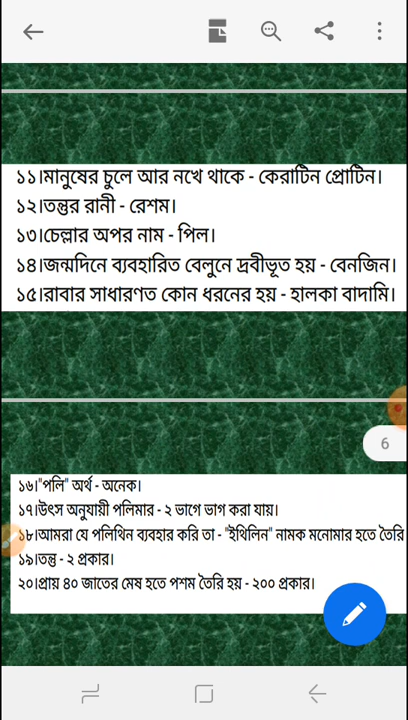 ১১।মানুষের চুলে আর নখে থাকে - কেরাটিন প্রোটিন।
১২।তন্তুর রানী - রেশম।
১৩।চেল্লার অপর নাম - পিল।
১৪।জন্মদিনে ব্যবহারিত বেলুনে দ্রবীভূত হয় - বেনজিন।
১৫।রাবার সাধারণত কোন ধরনের হয় - হালকা বাদামি।
6
১৬।"পলি" অর্থ - অনেক।
১৭।উৎস অনুযায়ী পলিমার - ২ ভাগে ভাগ করা যায়।
১৮।আমরা যে পলিথিন ব্যবহার করি তা - "ইথিলিন" নামক মনোমার হতে তৈরি
১৯।তন্তু - ২ প্রকার।
২০।প্রায় ৪০ জাতের মেষ হতে পশম তৈরি হয় - ২০০ প্রকার।